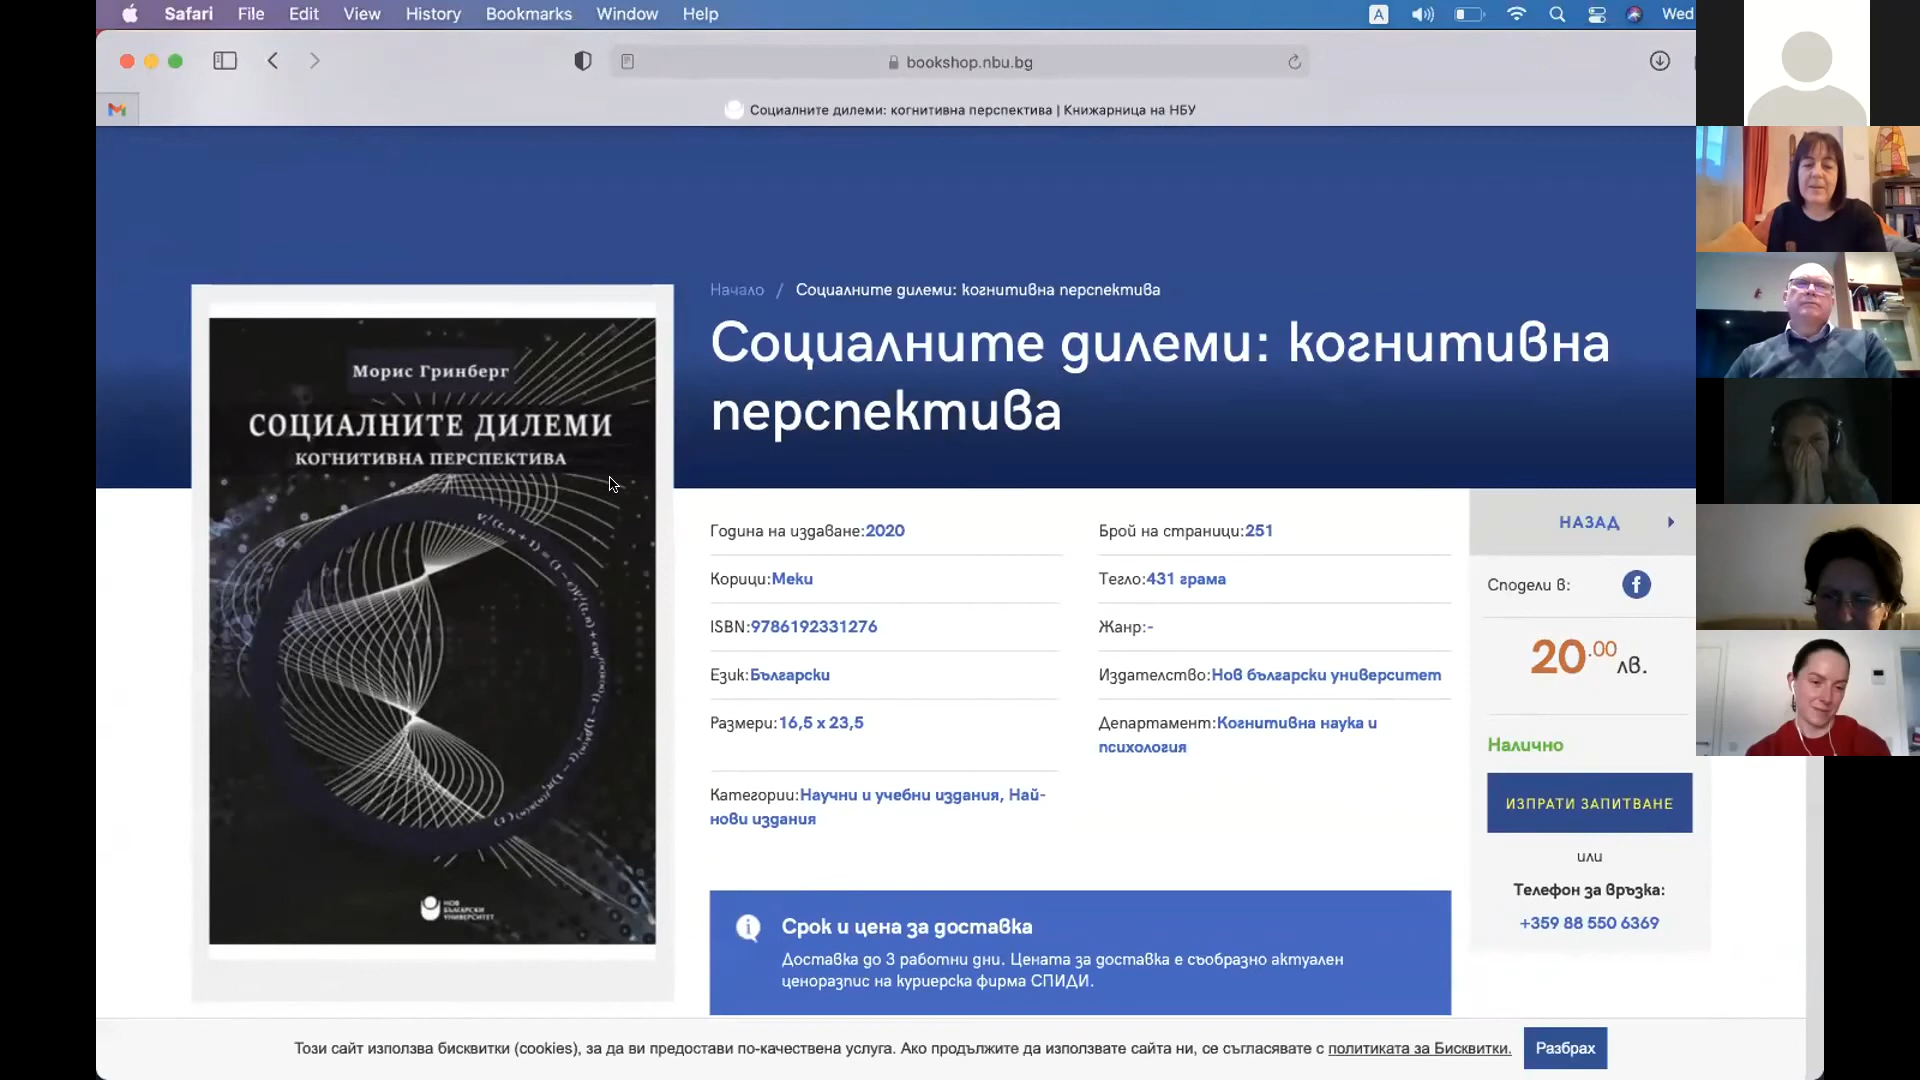 Safari File Edit View History Bookmarks Window Help A Wed
bookshop.nbu.bg
Социалните дилеми: когнитивна перспектива | Книжарница на НБУ
Начало / Социалните дилеми: когнитивна перспектива
Социалните дилеми: когнитивна
перспектива
Морис Гринберг
СОЦИАЛНИТЕ ДИЛЕМИ
КОГНИТИВНА ПЕРСПЕКТИВА
НОВ
БЪЛГАРСКИ
УНИВЕРСИТЕТ
Година на издаване:2020
Брой на страници:251
Корици:Меки
Тегло:431 грама
ISBN:9786192331276
Жанр:-
Език:Български
Издателство:Нов български университет
Размери:16,5 x 23,5
Департамент:Когнитивна наука и
психология
Категории:Научни и учебни издания, Най-
нови издания
НАЗАД
Сподели в:
20.00 лв.
Налично
ИЗПРАТИ ЗАПИТВАНЕ
или
Телефон за връзка:
+359 88 550 6369
Срок и цена за доставка
Доставка до 3 работни дни. Цената за доставка е съобразно актуален
ценоразпис на куриерска фирма СПИДИ.
Този сайт използва бисквитки (cookies), за да ви предостави по-качествена услуга. Ако продължите да използвате сайта ни, се съгласявате с политиката за Бисквитки. Разбрах